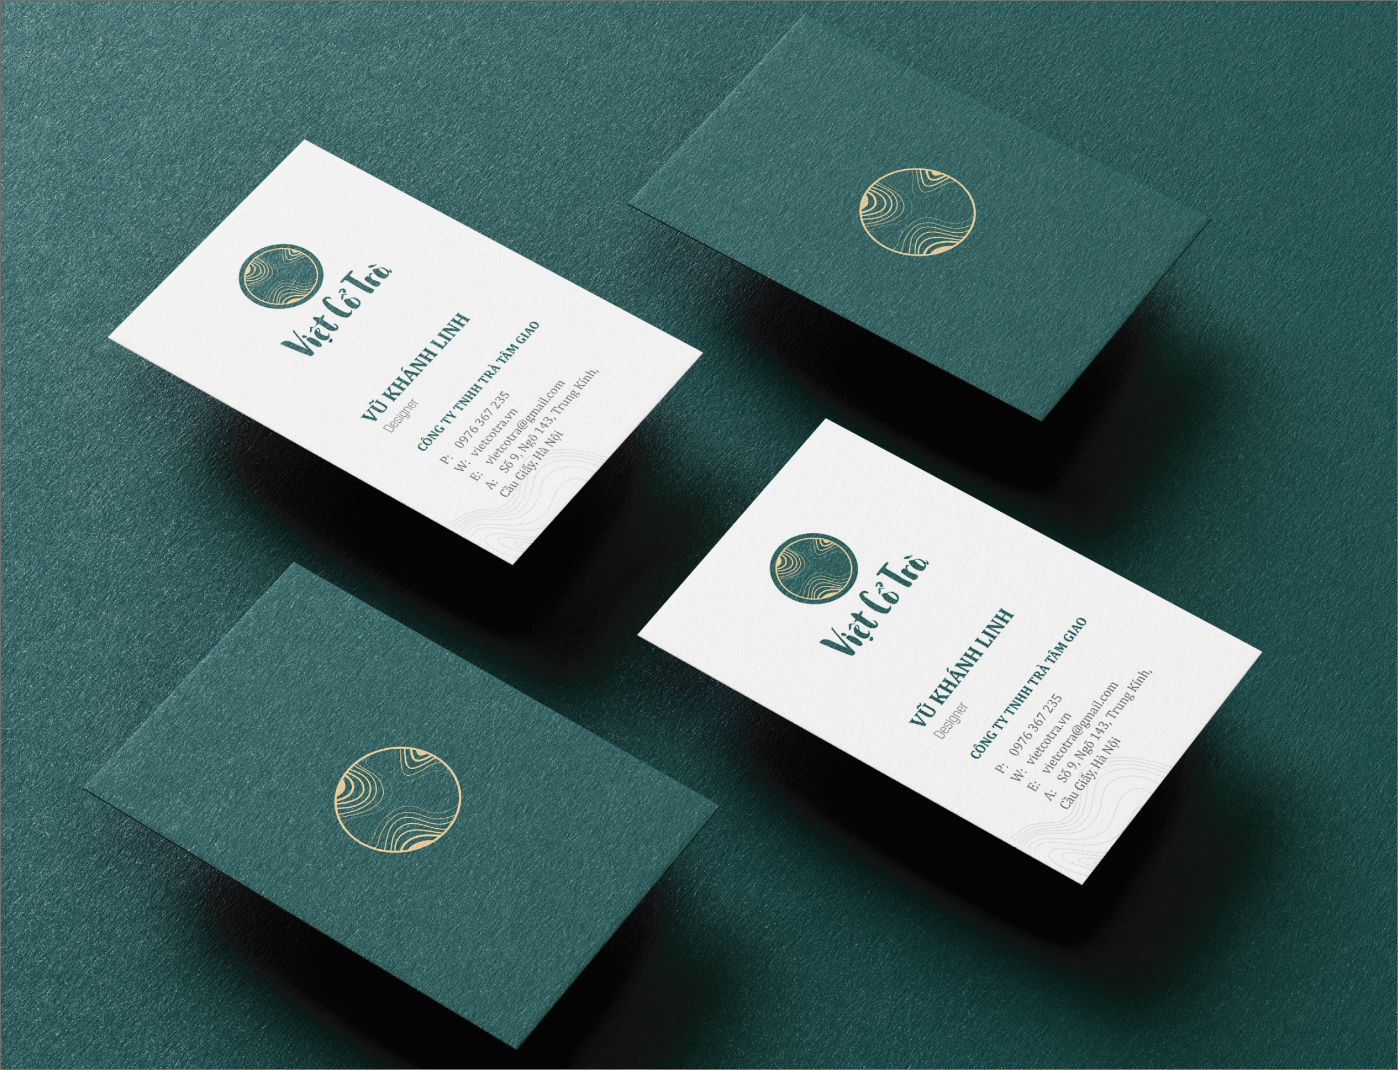 Việt Cổ Trà
VŨ KHÁNH LINH
Designer
CÔNG TY TNHH TRÀ TÂM GIAO
P: 0976 367 235
W: vietcotra.vn
E: vietcotra@gmail.com
A: Số 9, Ngõ 143, Trung Kính,
Cầu Giấy, Hà Nội
Việt Cổ Trà
VŨ KHÁNH LINH
Designer
CÔNG TY TNHH TRÀ TÂM GIAO
P: 0976 367 235
W: vietcotra.vn
E: vietcotra@gmail.com
A: Số 9, Ngõ 143, Trung Kính,
Cầu Giấy, Hà Nội